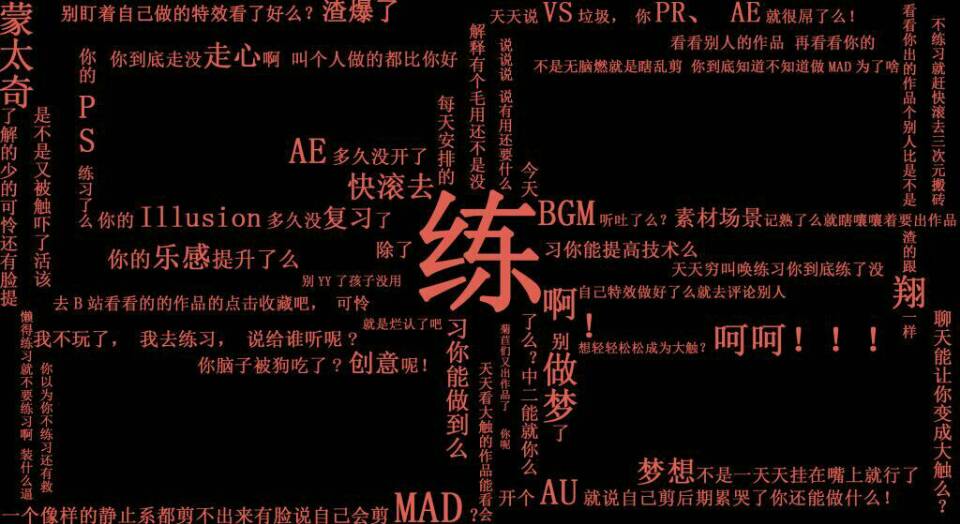 蒙太奇了解的少的可怜还有脸提
别盯着自己做的特效看了好么？渣爆了
天天说VS垃圾，你PR、AE就很屌了么！
看看你出的作品个别人比是不是渣的跟翔一样
不练习就赶快滚去三次元搬砖
看看别人的作品 再看看你的
你的PS练习了么
你到底走没走心啊 叫个人做的都比你好
解释有个毛用还不是没练习你能做到么
说说说 说有用还要什么
不是无脑燃就是瞎乱剪 你到底知道不知道做MAD为了啥
每天安排的
是不是又被触吓了活该
AE多久没开了
快滚去
今天
练
你的Illusion多久没复习了
BGM听吐了么？素材场景记熟了么就瞎嚷嚷着要出作品
除了
习你能提高技术么
你的乐感提升了么
天天穷叫唤练习你到底练了没
别YY了孩子没用
自己特效做好了么就去评论别人
去B站看看的的作品的点击收藏吧，可怜
啊！别做梦了
就是烂认了吧
懒得练习就不要练习啊 装什么逼
我不玩了，我去练习，说给谁听呢？
想轻轻松松成为大触？呵呵！！！
聊天能让你变成大触么？
你脑子被狗吃了？创意呢！
你以为你不练习还有救
天天看大触的作品能看会？
菊苣们又出作品了 你呢
了么？中二能就你么
梦想不是一天天挂在嘴上就行了
一个像样的静止系都剪不出来有脸说自己会剪MAD
开个AU就说自己剪后期累哭了你还能做什么！